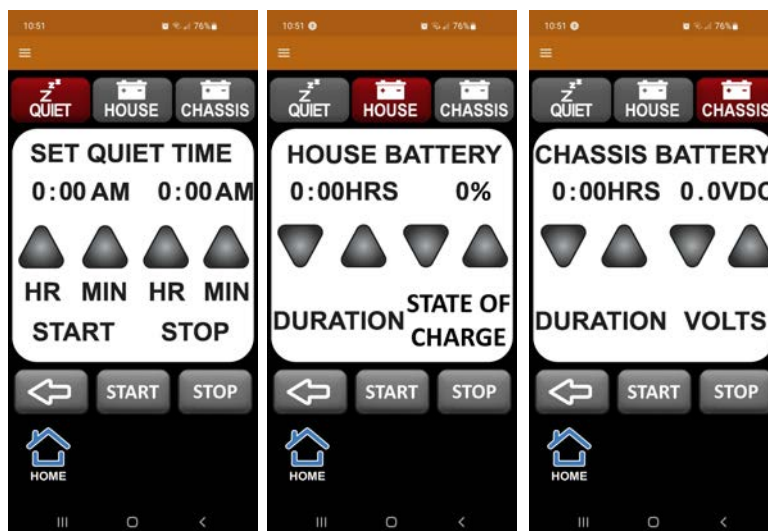 10:51 76%
QUIET HOUSE CHASSIS
SET QUIET TIME
0:00 AM 0:00 AM
HR MIN HR MIN
START STOP
START STOP
HOME
10:51 76%
QUIET HOUSE CHASSIS
HOUSE BATTERY
0:00HRS 0%
DURATION STATE OF
CHARGE
START STOP
HOME
10:51 76%
QUIET HOUSE CHASSIS
CHASSIS BATTERY
0:00HRS 0.0VDC
DURATION VOLTS
START STOP
HOME